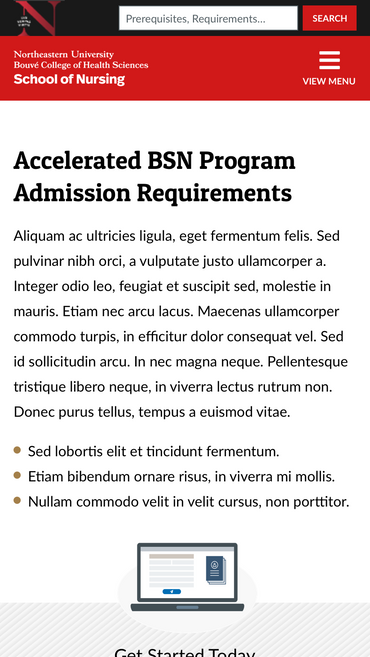 Prerequisites, Requirements...
SEARCH
Northeastern University
Bouvé College of Health Sciences
School of Nursing
VIEW MENU
Accelerated BSN Program
Admission Requirements
Aliquam ac ultricies ligula, eget fermentum felis. Sed
pulvinar nibh orci, a vulputate justo ullamcorper a.
Integer odio leo, feugiat et suscipit sed, molestie in
mauris. Etiam nec arcu lacus. Maecenas ullamcorper
commodo turpis, in efficitur dolor consequat vel. Sed
id sollicitudin arcu. In nec magna neque. Pellentesque
tristique libero neque, in viverra lectus rutrum non.
Donec purus tellus, tempus a euismod vitae.
Sed lobortis elit et tincidunt fermentum.
Etiam bibendum ornare risus, in viverra mi mollis.
Nullam commodo velit in velit cursus, non porttitor.
Get Started Today